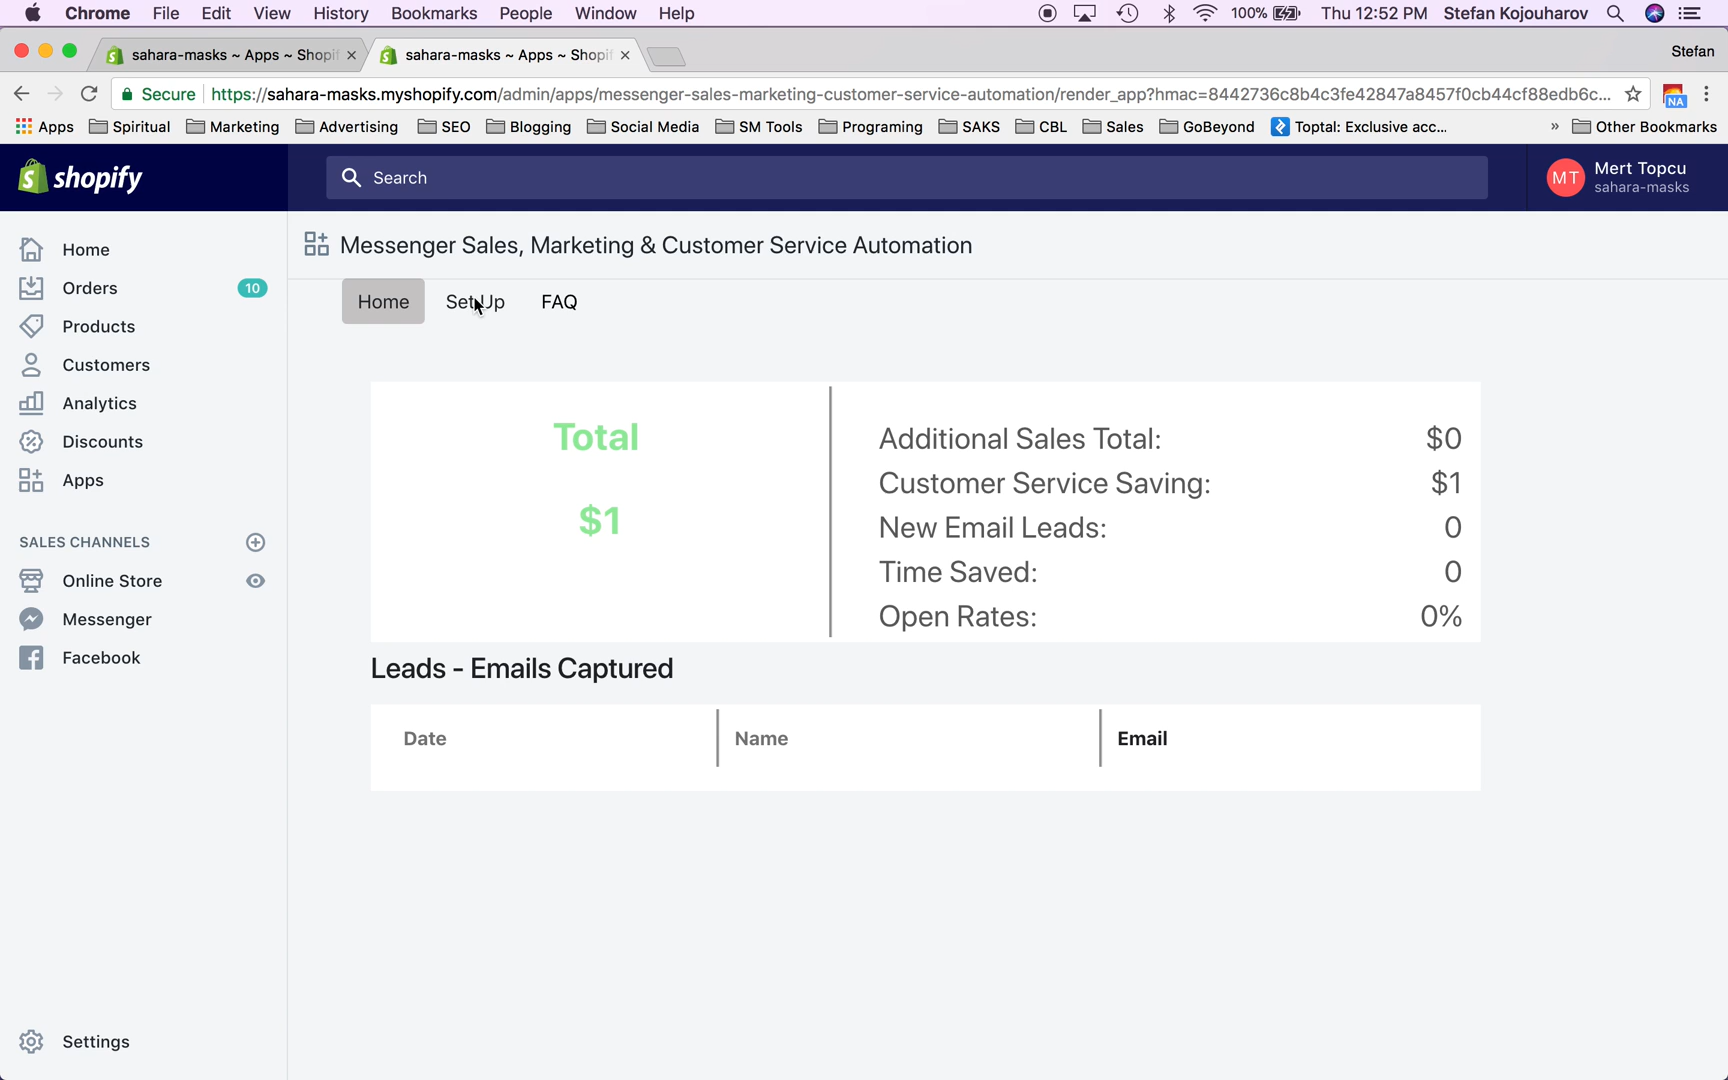 Chrome File Edit View History Bookmarks People Window Help 100% Thu 12:52 PM Stefan Kojouharov
sahara-masks ~ Apps ~ Shopif sahara-masks ~ Apps ~ Shopif Stefan
Secure https://sahara-masks.myshopify.com/admin/apps/messenger-sales-marketing-customer-service-automation/render_app?hmac=8442736c8b4c3fe42847a8457f0cb44cf88edb6c... NA
Apps Spiritual Marketing Advertising SEO Blogging Social Media SM Tools Programing SAKS CBL Sales GoBeyond Toptal: Exclusive acc... » Other Bookmarks
shopify Search MT Mert Topcu
sahara-masks
Messenger Sales, Marketing & Customer Service Automation
Home Set Up FAQ
Home
Orders 10
Products
Customers
Analytics
Discounts
Apps
SALES CHANNELS
Online Store
Messenger
Facebook
Settings
Total
$1
Additional Sales Total: $0
Customer Service Saving: $1
New Email Leads: 0
Time Saved: 0
Open Rates: 0%
Leads - Emails Captured
Date Name Email